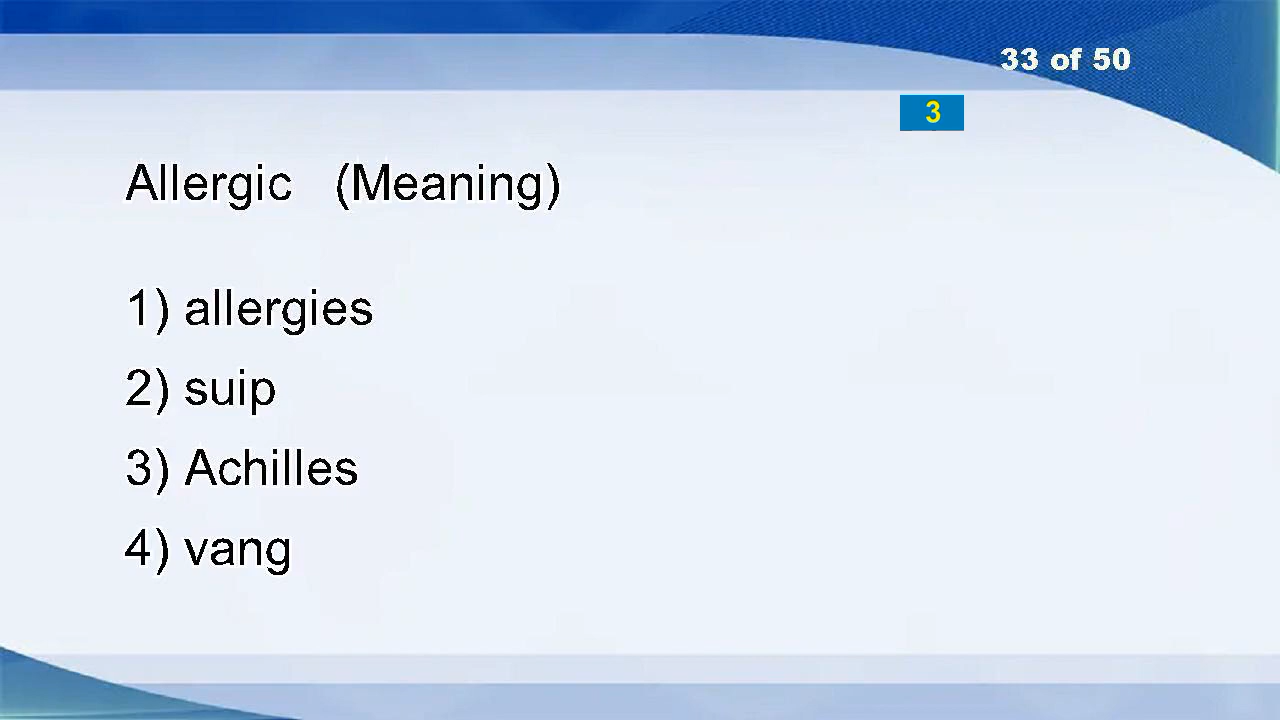 33 of 50
3
Allergic (Meaning)
1) allergies
2) suip
3) Achilles
4) vang